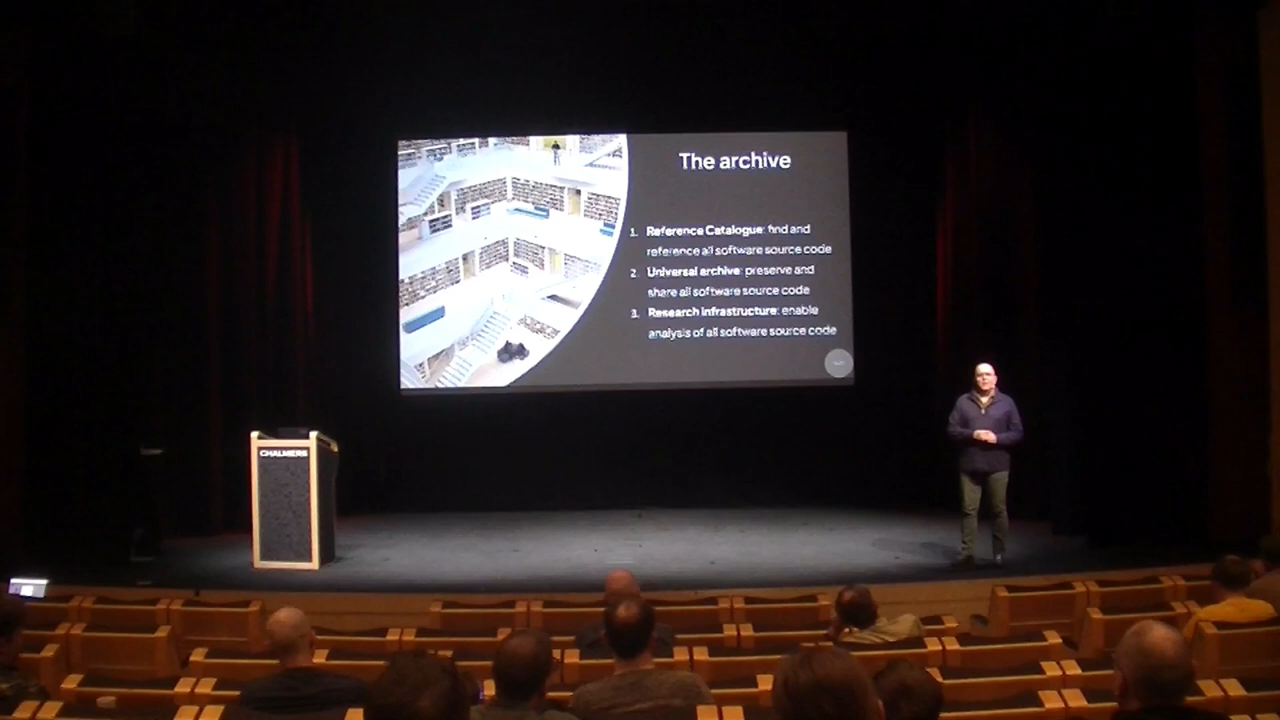 The archive
1. Reference Catalogue: find and
reference all software source code
2. Universal archive: preserve and
share all software source code
3. Research infrastructure: enable
analysis of all software source code
CHALMERS